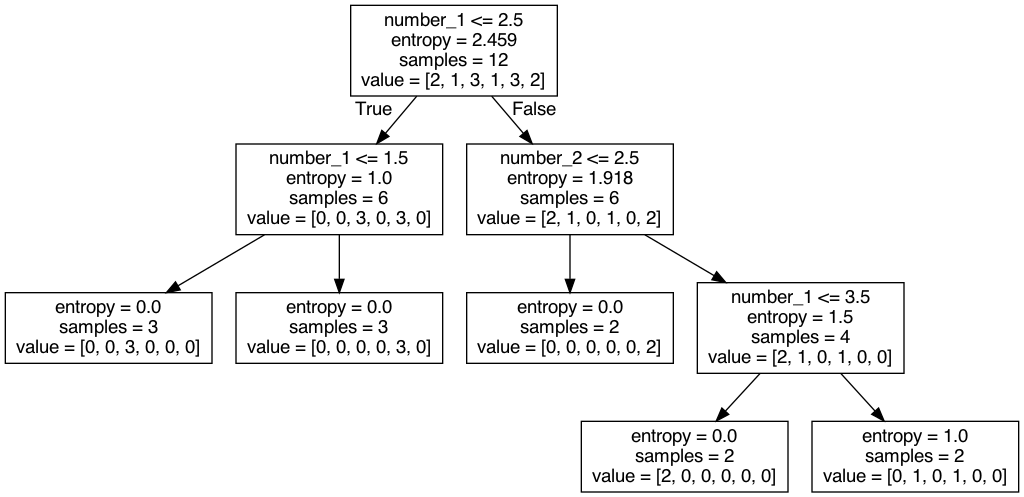 number_1 <= 2.5
entropy = 2.459
samples = 12
value = [2, 1, 3, 1, 3, 2]
True
False
number_1 <= 1.5
entropy = 1.0
samples = 6
value = [0, 0, 3, 0, 3, 0]
number_2 <= 2.5
entropy = 1.918
samples = 6
value = [2, 1, 0, 1, 0, 2]
entropy = 0.0
samples = 3
value = [0, 0, 3, 0, 0, 0]
entropy = 0.0
samples = 3
value = [0, 0, 0, 0, 3, 0]
entropy = 0.0
samples = 2
value = [0, 0, 0, 0, 0, 2]
number_1 <= 3.5
entropy = 1.5
samples = 4
value = [2, 1, 0, 1, 0, 0]
entropy = 0.0
samples = 2
value = [2, 0, 0, 0, 0, 0]
entropy = 1.0
samples = 2
value = [0, 1, 0, 1, 0, 0]